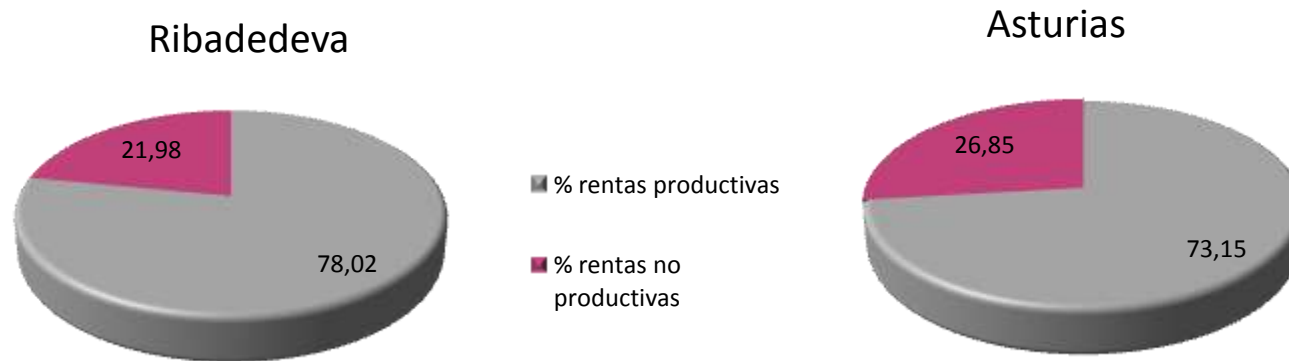 Ribadedeva
21,98
78,02
% rentas productivas
% rentas no
productivas
Asturias
26,85
73,15